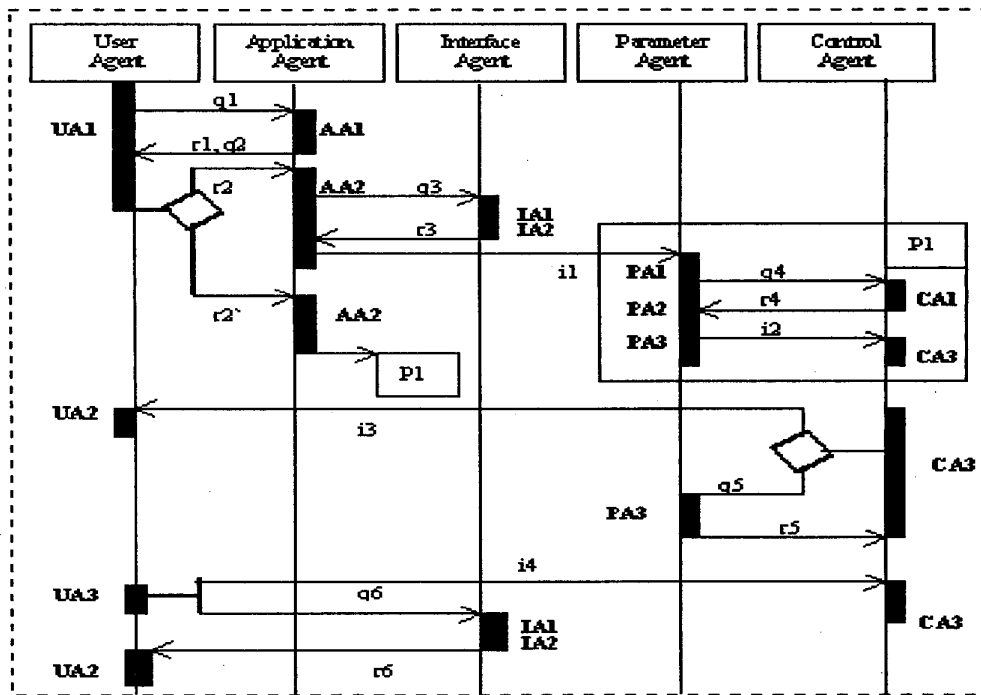 User Agent
Application Agent
Interface Agent
Parameter Agent
Control Agent
q1
UA1
AA1
r1,q2
r2
AA2
q3
IA1
IA2
r3
P1
i1
PA1
q4
r2`
AA2
PA2
r4
CA1
PA3
i2
CA3
P1
UA2
i3
CA3
q5
PA3
r5
i4
UA3
q6
IA1
IA2
CA3
UA2
r6